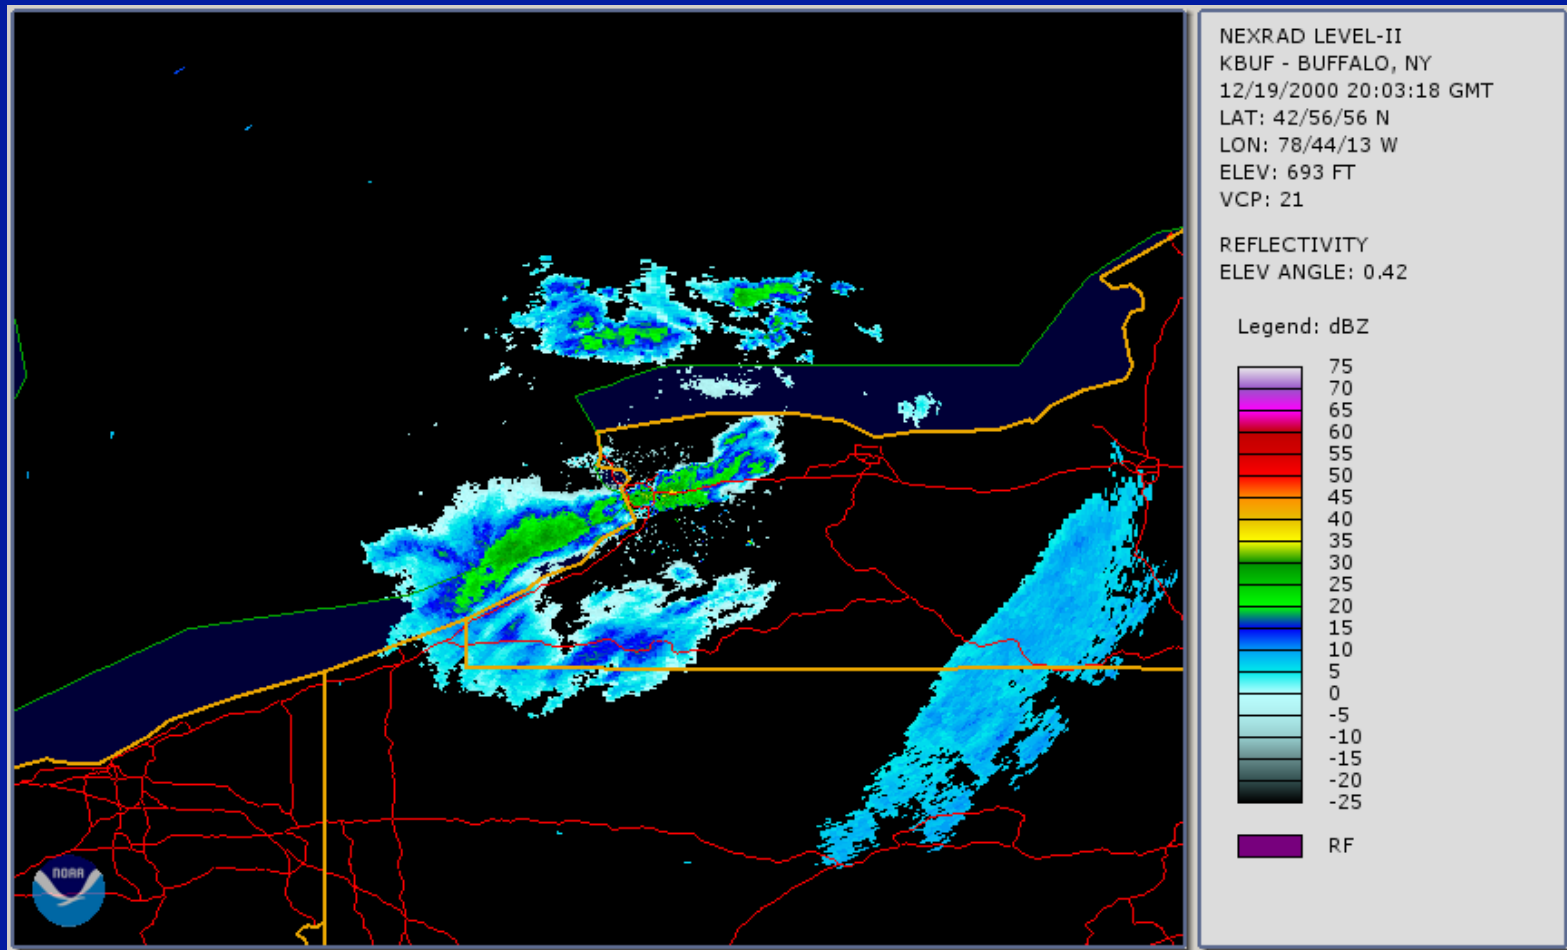 NEXRAD LEVEL-II
KBUF - BUFFALO, NY
12/19/2000 20:03:18 GMT
LAT: 42/56/56 N
LON: 78/44/13 W
ELEV: 693 FT
VCP: 21
REFLECTIVITY
ELEV ANGLE: 0.42
Legend: dBZ
75
70
65
60
55
50
45
40
35
30
25
20
15
10
5
0
-5
-10
-15
-20
-25
RF
NOAA